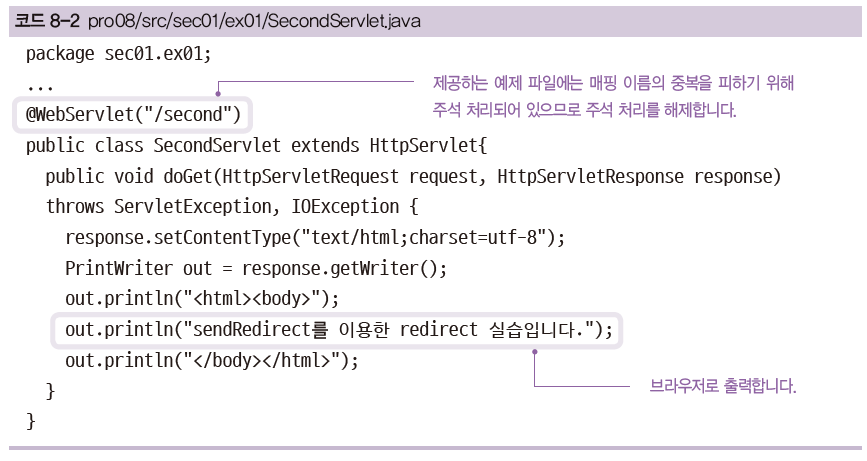 코드 8-2 pro08/src/sec01/ex01/SecondServlet.java
package sec01.ex01;
...
제공하는 예제 파일에는 매핑 이름의 중복을 피하기 위해
주석 처리되어 있으므로 주석 처리를 해제합니다.
@WebServlet("/second")
public class SecondServlet extends HttpServlet{
public void doGet(HttpServletRequest request, HttpServletResponse response)
throws ServletException, IOException {
response.setContentType("text/html;charset=utf-8");
PrintWriter out = response.getWriter();
out.println("<html><body>");
out.println("sendRedirect를 이용한 redirect 실습입니다.");
out.println("</body></html>");
브라우저로 출력합니다.
}
}